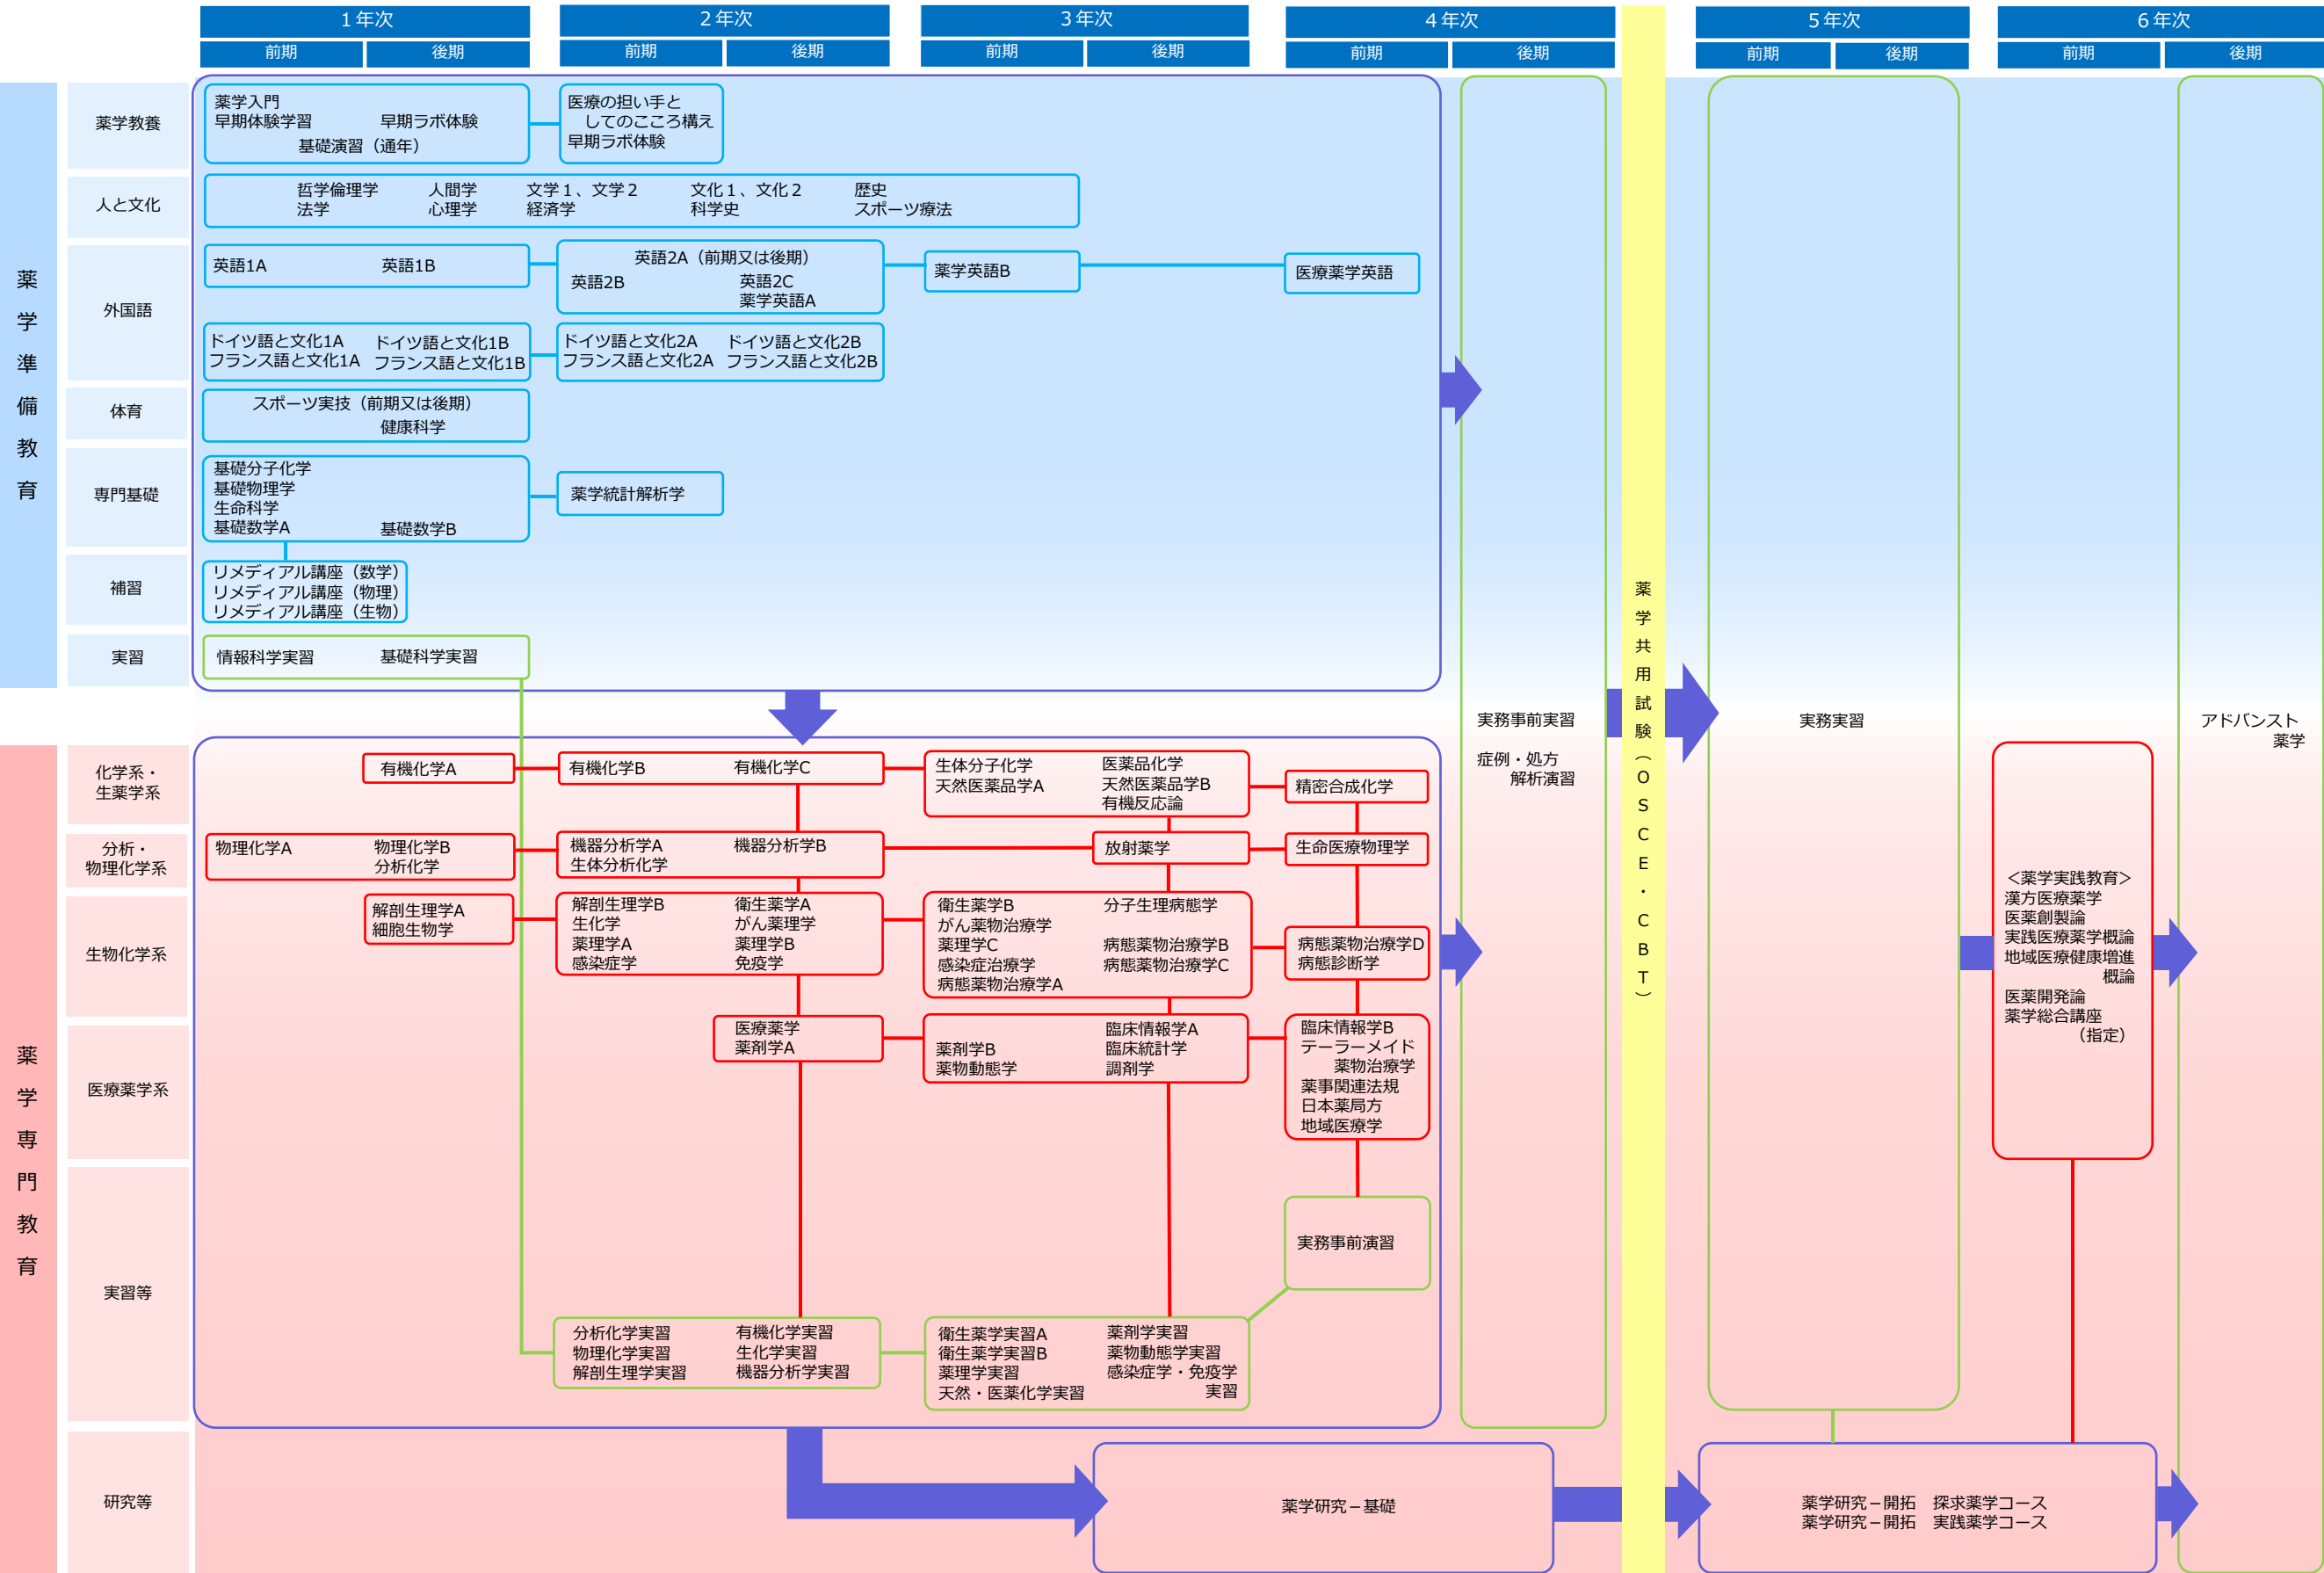 １年次
２年次
３年次
４年次
５年次
６年次
前期
後期
前期
後期
前期
後期
前期
後期
前期
後期
前期
後期
薬学準備教育
薬学教養
薬学入門
早期体験学習
早期ラボ体験
基礎演習（通年）
医療の担い手と
してのこころ構え
早期ラボ体験
人と文化
哲学倫理学
人間学
文学１、文学２
文化１、文化２
歴史
法学
心理学
経済学
科学史
スポーツ療法
外国語
英語1A
英語1B
英語2A（前期又は後期）
英語2B
英語2C
薬学英語A
薬学英語B
医療薬学英語
ドイツ語と文化1A
フランス語と文化1A
ドイツ語と文化1B
フランス語と文化1B
ドイツ語と文化2A
フランス語と文化2A
ドイツ語と文化2B
フランス語と文化2B
体育
スポーツ実技（前期又は後期）
健康科学
専門基礎
基礎分子化学
基礎物理学
生命科学
基礎数学A
基礎数学B
薬学統計解析学
補習
リメディアル講座（数学）
リメディアル講座（物理）
リメディアル講座（生物）
実習
情報科学実習
基礎科学実習
薬学専門教育
化学系・
生薬学系
有機化学A
有機化学B
有機化学C
生体分子化学
天然医薬品学A
医薬品化学
天然医薬品学B
有機反応論
精密合成化学
分析・
物理化学系
物理化学A
物理化学B
分析化学
機器分析学A
生体分析化学
機器分析学B
放射薬学
生命医療物理学
生物化学系
解剖生理学A
細胞生物学
解剖生理学B
生化学
薬理学A
感染症学
衛生薬学A
がん薬理学
薬理学B
免疫学
衛生薬学B
がん薬物治療学
薬理学C
感染症治療学
病態薬物治療学A
分子生理病態学
病態薬物治療学B
病態薬物治療学C
病態薬物治療学D
病態診断学
医療薬学系
医療薬学
薬剤学A
薬剤学B
薬物動態学
臨床情報学A
臨床統計学
調剤学
臨床情報学B
テーラーメイド
薬物治療学
薬事関連法規
日本薬局方
地域医療学
実習等
実務事前演習
分析化学実習
物理化学実習
解剖生理学実習
有機化学実習
生化学実習
機器分析学実習
衛生薬学実習A
衛生薬学実習B
薬理学実習
天然・医薬化学実習
薬剤学実習
薬物動態学実習
感染症学・免疫学
実習
研究等
薬学研究－基礎
実務事前実習
症例・処方
解析演習
薬学共用試験（ＯＳＣＥ・ＣＢＴ）
実務実習
＜薬学実践教育＞
漢方医療薬学
医薬創製論
実践医療薬学概論
地域医療健康増進
概論
医薬開発論
薬学総合講座
（指定）
アドバンスト
薬学
薬学研究－開拓　探求薬学コース
薬学研究－開拓　実践薬学コース